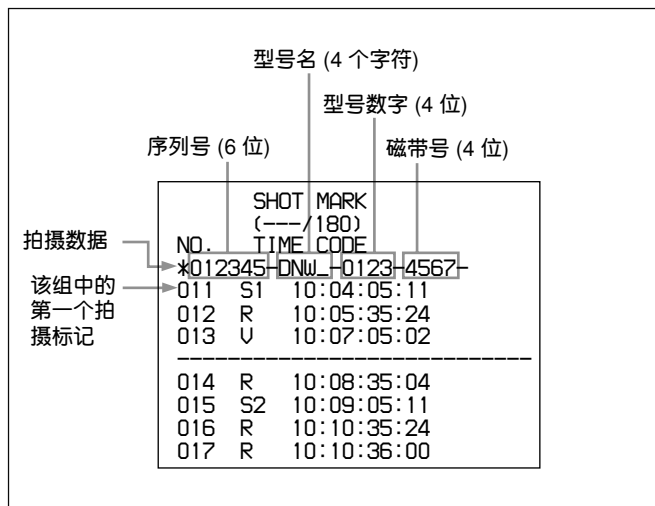 型号名 (4 个字符)
型号数字 (4 位)
序列号 (6 位)
磁带号 (4 位)
SHOT MARK
(---/180)
NO. TIME CODE
拍摄数据
*012345-DNW_-0123-4567-
该组中的
第一个拍
摄标记
011 S1 10:04:05:11
012 R 10:05:35:24
013 V 10:07:05:02
------------------------------
014 R 10:08:35:04
015 S2 10:09:05:11
016 R 10:10:35:24
017 R 10:10:36:00